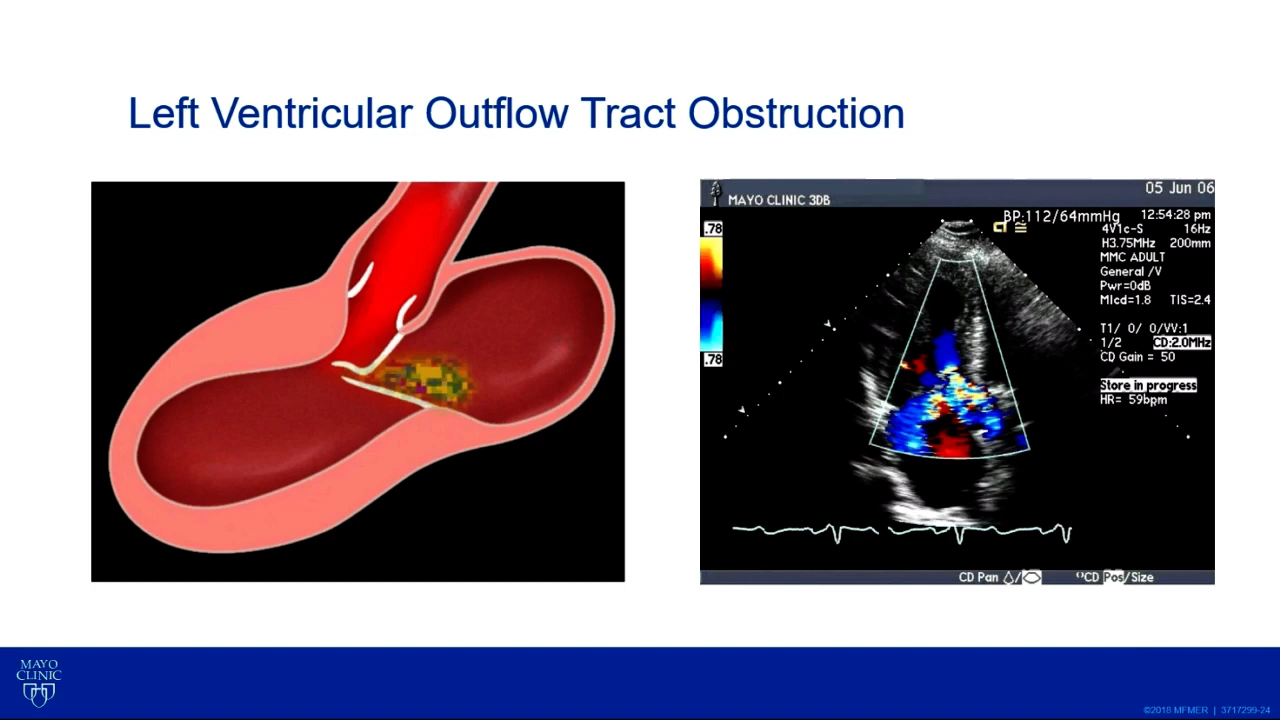 Left Ventricular Outflow Tract Obstruction
05 Jun 06
MAYO CLINIC 3DB
BP:112/64mmHg 12:54:28 pm
4V1c-S 16Hz
H3.75MHz 200mm
MMC ADULT
General /V
Pwr=0dB
MIcd=1.8 TIS=2.4
T1/ 0/ 0/VV:1
1/2 CD:2.0MHz
CD Gain = 50
Store in progress
HR= 59bpm
.78
.78
CD Pan
CD Pos/Size
MAYO
CLINIC
©2018 MFMER | 3717299-24